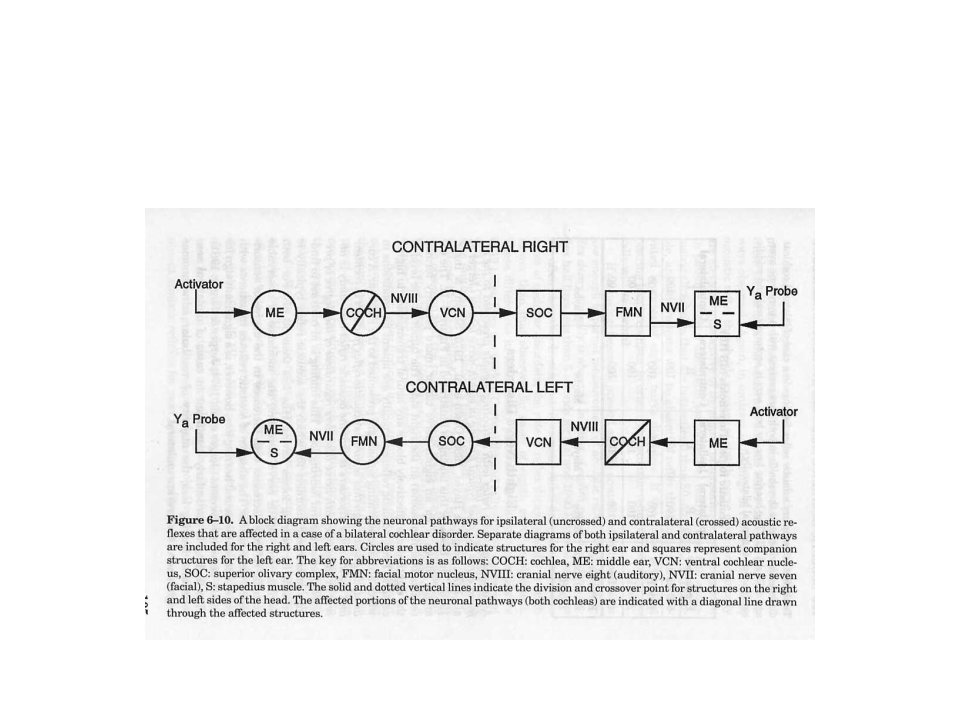 CONTRALATERAL RIGHT
Activator
NVIII
ME
COCH
VCN
SOC
FMN
NVII
ME
S
Ya Probe
CONTRALATERAL LEFT
Ya Probe
ME
S
NVII
FMN
SOC
VCN
NVIII
COCH
ME
Activator
Figure 6–10. A block diagram showing the neuronal pathways for ipsilateral (uncrossed) and contralateral (crossed) acoustic re-
flexes that are affected in a case of a bilateral cochlear disorder. Separate diagrams of both ipsilateral and contralateral pathways
are included for the right and left ears. Circles are used to indicate structures for the right ear and squares represent companion
structures for the left ear. The key for abbreviations is as follows: COCH: cochlea, ME: middle ear, VCN: ventral cochlear nucle-
us, SOC: superior olivary complex, FMN: facial motor nucleus, NVIII: cranial nerve eight (auditory), NVII: cranial nerve seven
(facial), S: stapedius muscle. The solid and dotted vertical lines indicate the division and crossover point for structures on the right
and left sides of the head. The affected portions of the neuronal pathways (both cochleas) are indicated with a diagonal line drawn
through the affected structures.